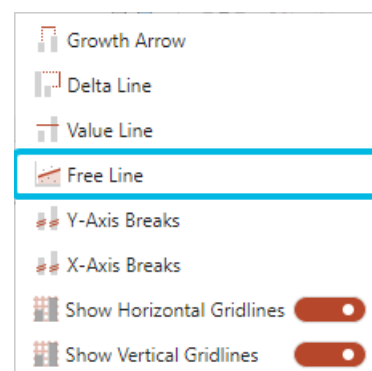 Growth Arrow
Delta Line
Value Line
Free Line
Y-Axis Breaks
X-Axis Breaks
Show Horizontal Gridlines
Show Vertical Gridlines